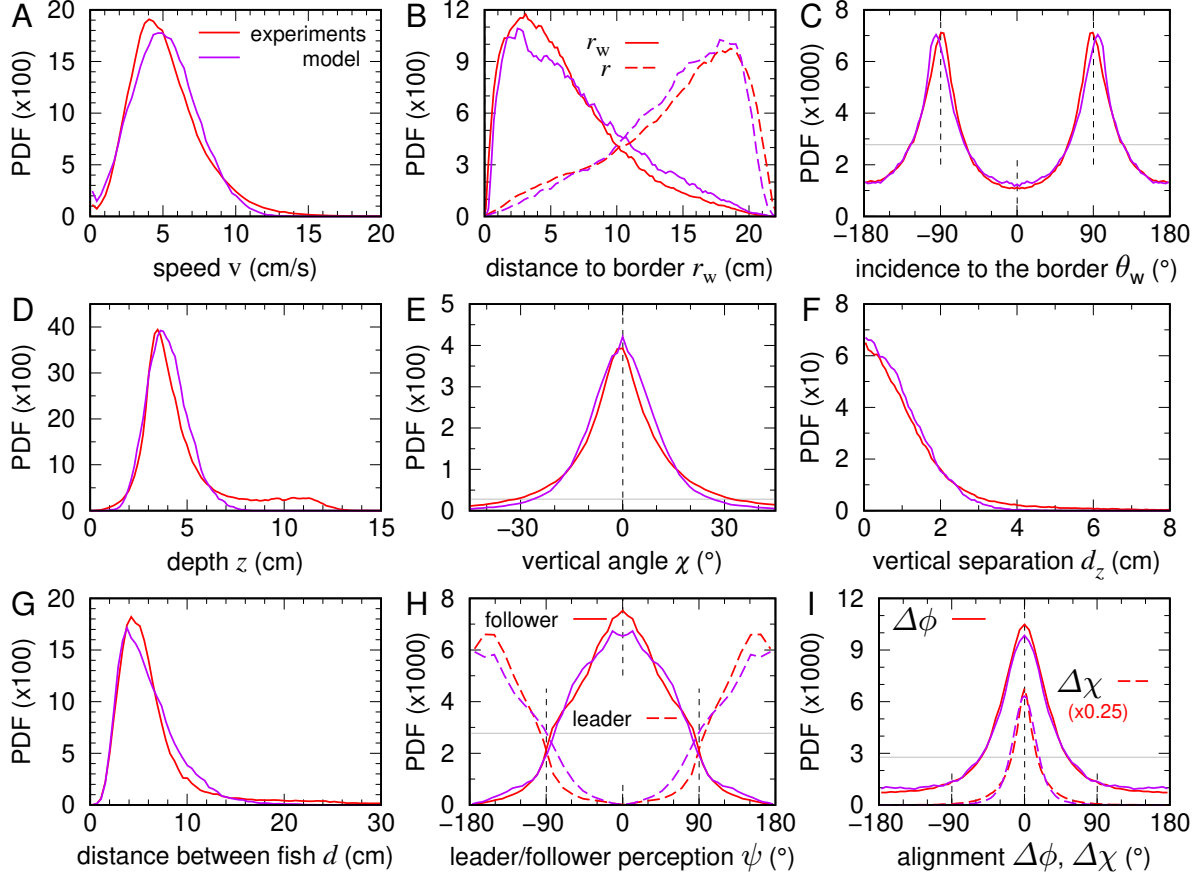 A
PDF (x100)
20
15
10
5
0
experiments
model
0 5 10 15 20
speed v (cm/s)
B
PDF (x100)
12
9
6
3
0
r_w
r
0 5 10 15 20
distance to border r_w (cm)
C
PDF (x1000)
8
6
4
2
0
−180 −90 0 90 180
incidence to the border θ_w (°)
D
PDF (x100)
40
30
20
10
0
0 5 10 15
depth z (cm)
E
PDF (x100)
5
4
3
2
1
0
−30 0 30
vertical angle χ (°)
F
PDF (x10)
8
6
4
2
0
0 2 4 6 8
vertical separation d_z (cm)
G
PDF (x100)
20
15
10
5
0
0 10 20 30
distance between fish d (cm)
H
PDF (x1000)
8
6
4
2
0
follower
leader
−180 −90 0 90 180
leader/follower perception ψ (°)
I
PDF (x1000)
12
9
6
3
0
Δϕ
Δχ
(x0.25)
−180 −90 0 90 180
alignment Δϕ, Δχ (°)